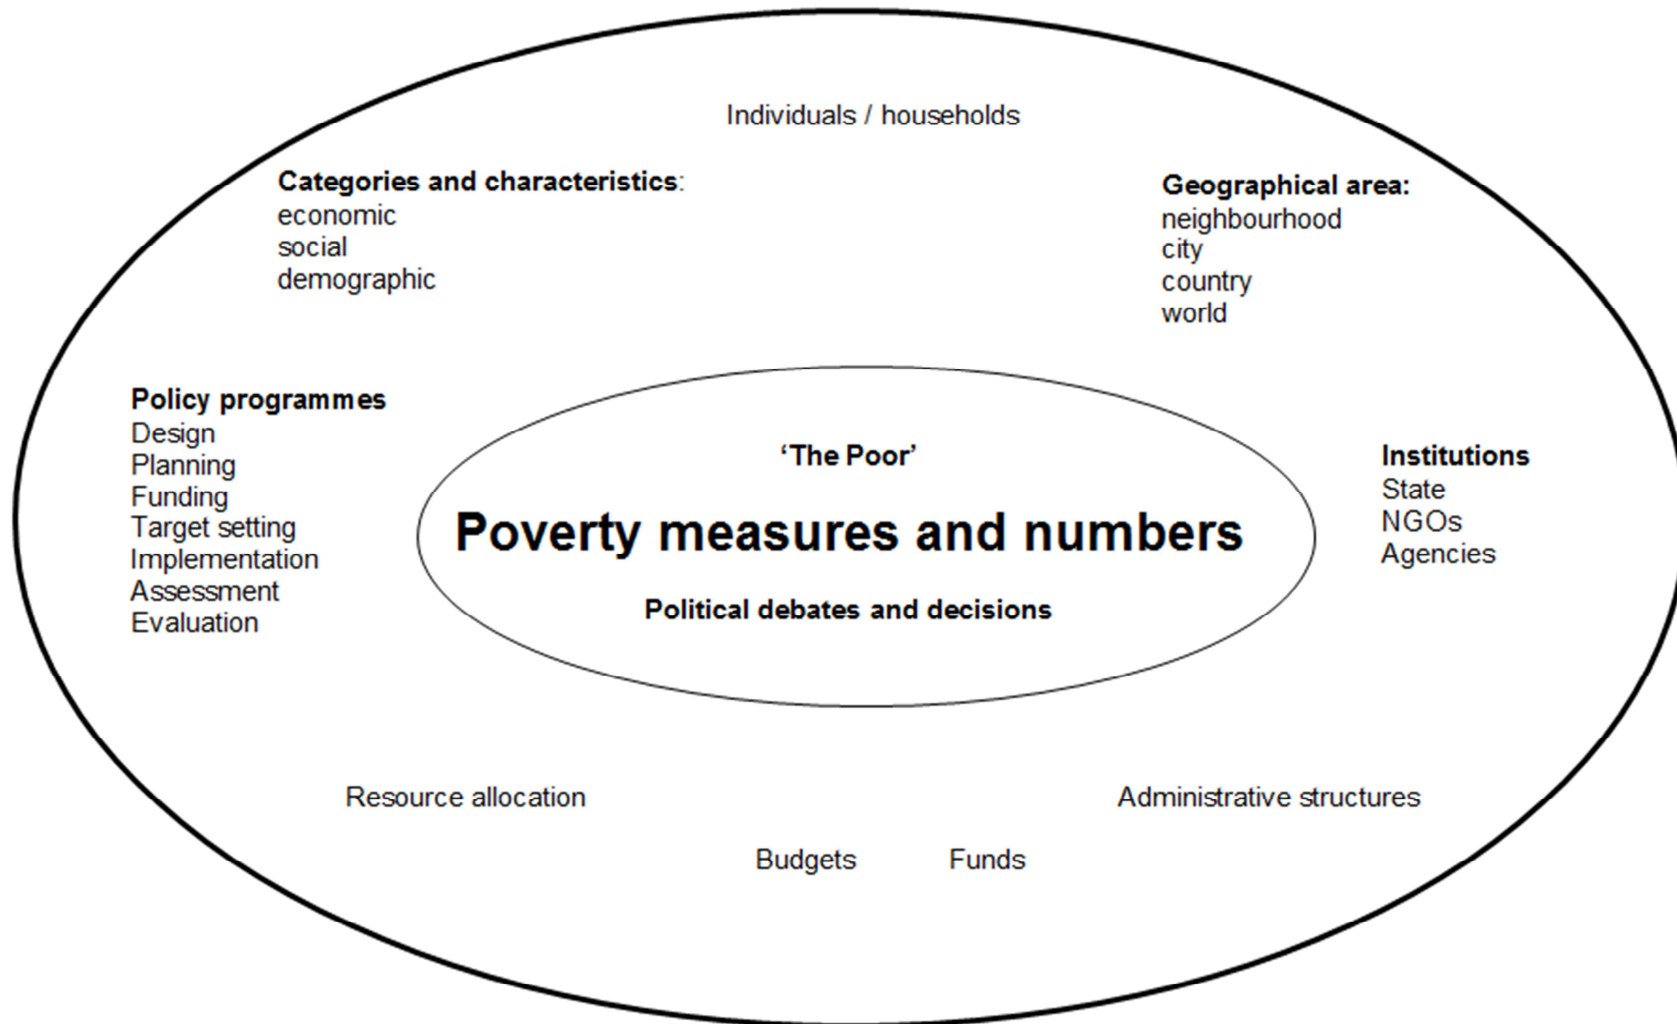 Individuals / households
Categories and characteristics:
economic
social
demographic
Geographical area:
neighbourhood
city
country
world
Policy programmes
Design
Planning
Funding
Target setting
Implementation
Assessment
Evaluation
‘The Poor’
Poverty measures and numbers
Political debates and decisions
Institutions
State
NGOs
Agencies
Resource allocation
Administrative structures
Budgets
Funds